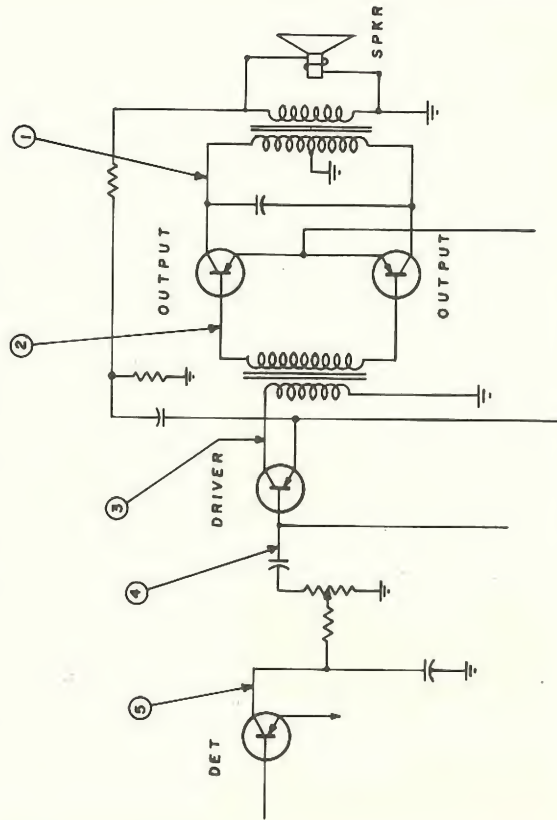 ①
②
③
④
⑤
DET
DRIVER
OUTPUT
OUTPUT
SPKR